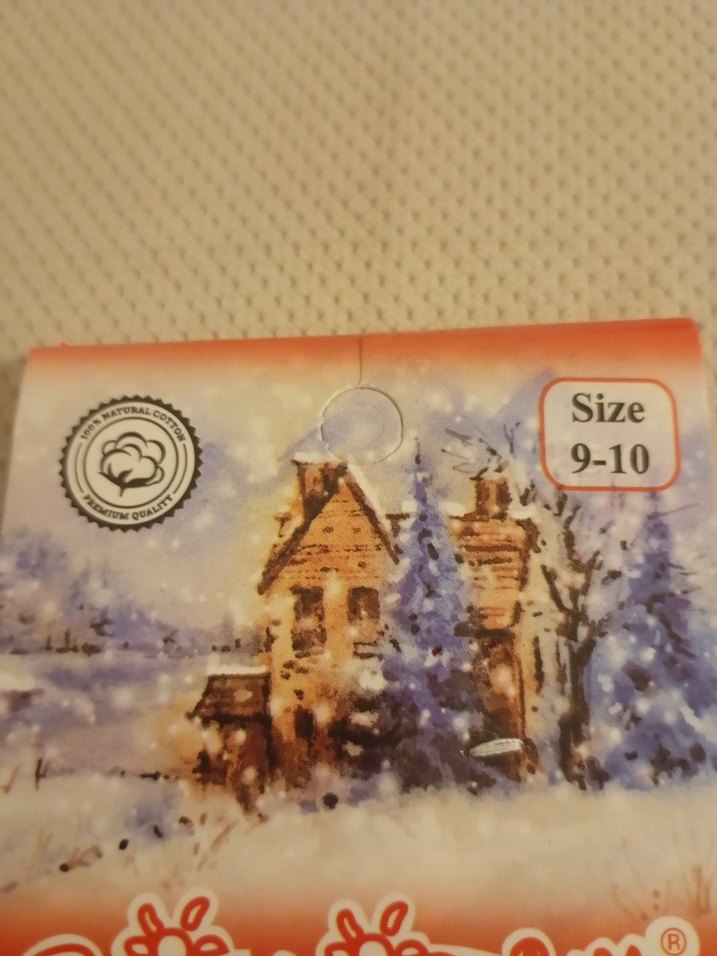 100% NATURAL COTTON
PREMIUM QUALITY
Size
9-10
®